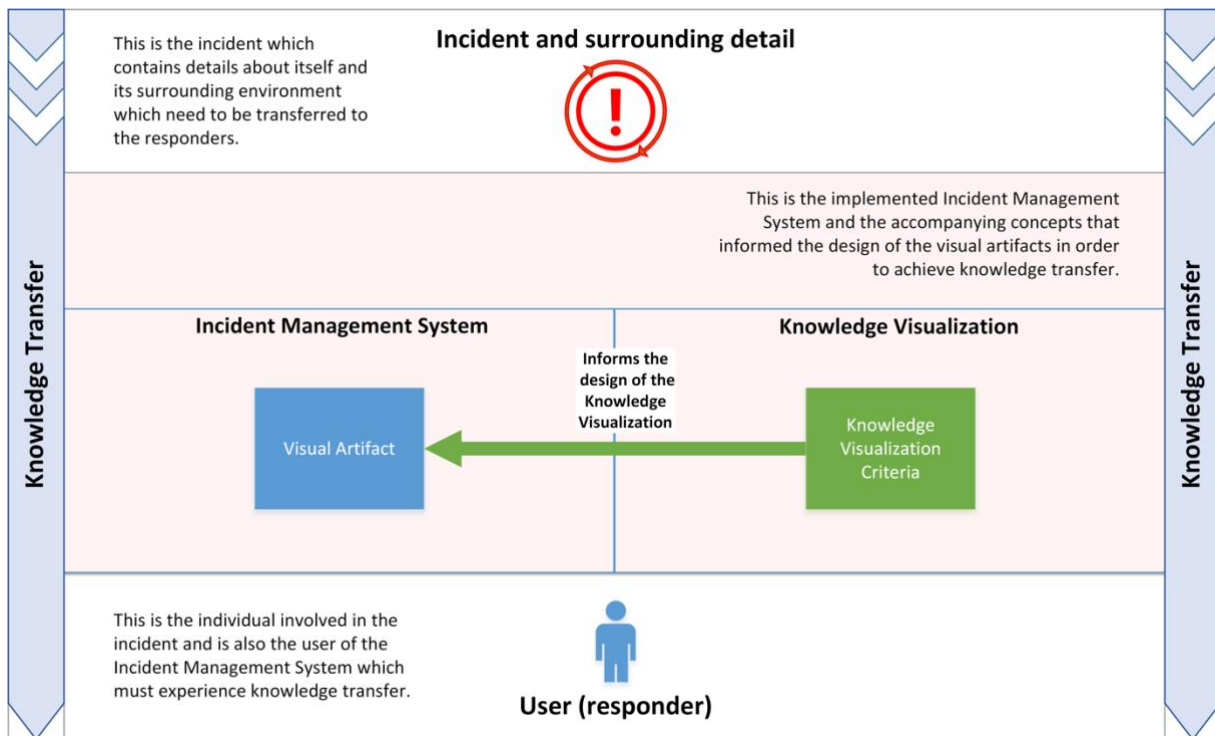 This is the incident which
contains details about itself and
its surrounding environment
which need to be transferred to
the responders.
Incident and surrounding detail
!
This is the implemented Incident Management
System and the accompanying concepts that
informed the design of the visual artifacts in order
to achieve knowledge transfer.
Knowledge Transfer
Knowledge Transfer
Incident Management System
Knowledge Visualization
Informs the
design of the
Knowledge
Visualization
Visual Artifact
Knowledge
Visualization
Criteria
This is the individual involved in the
incident and is also the user of the
Incident Management System which
must experience knowledge transfer.
User (responder)